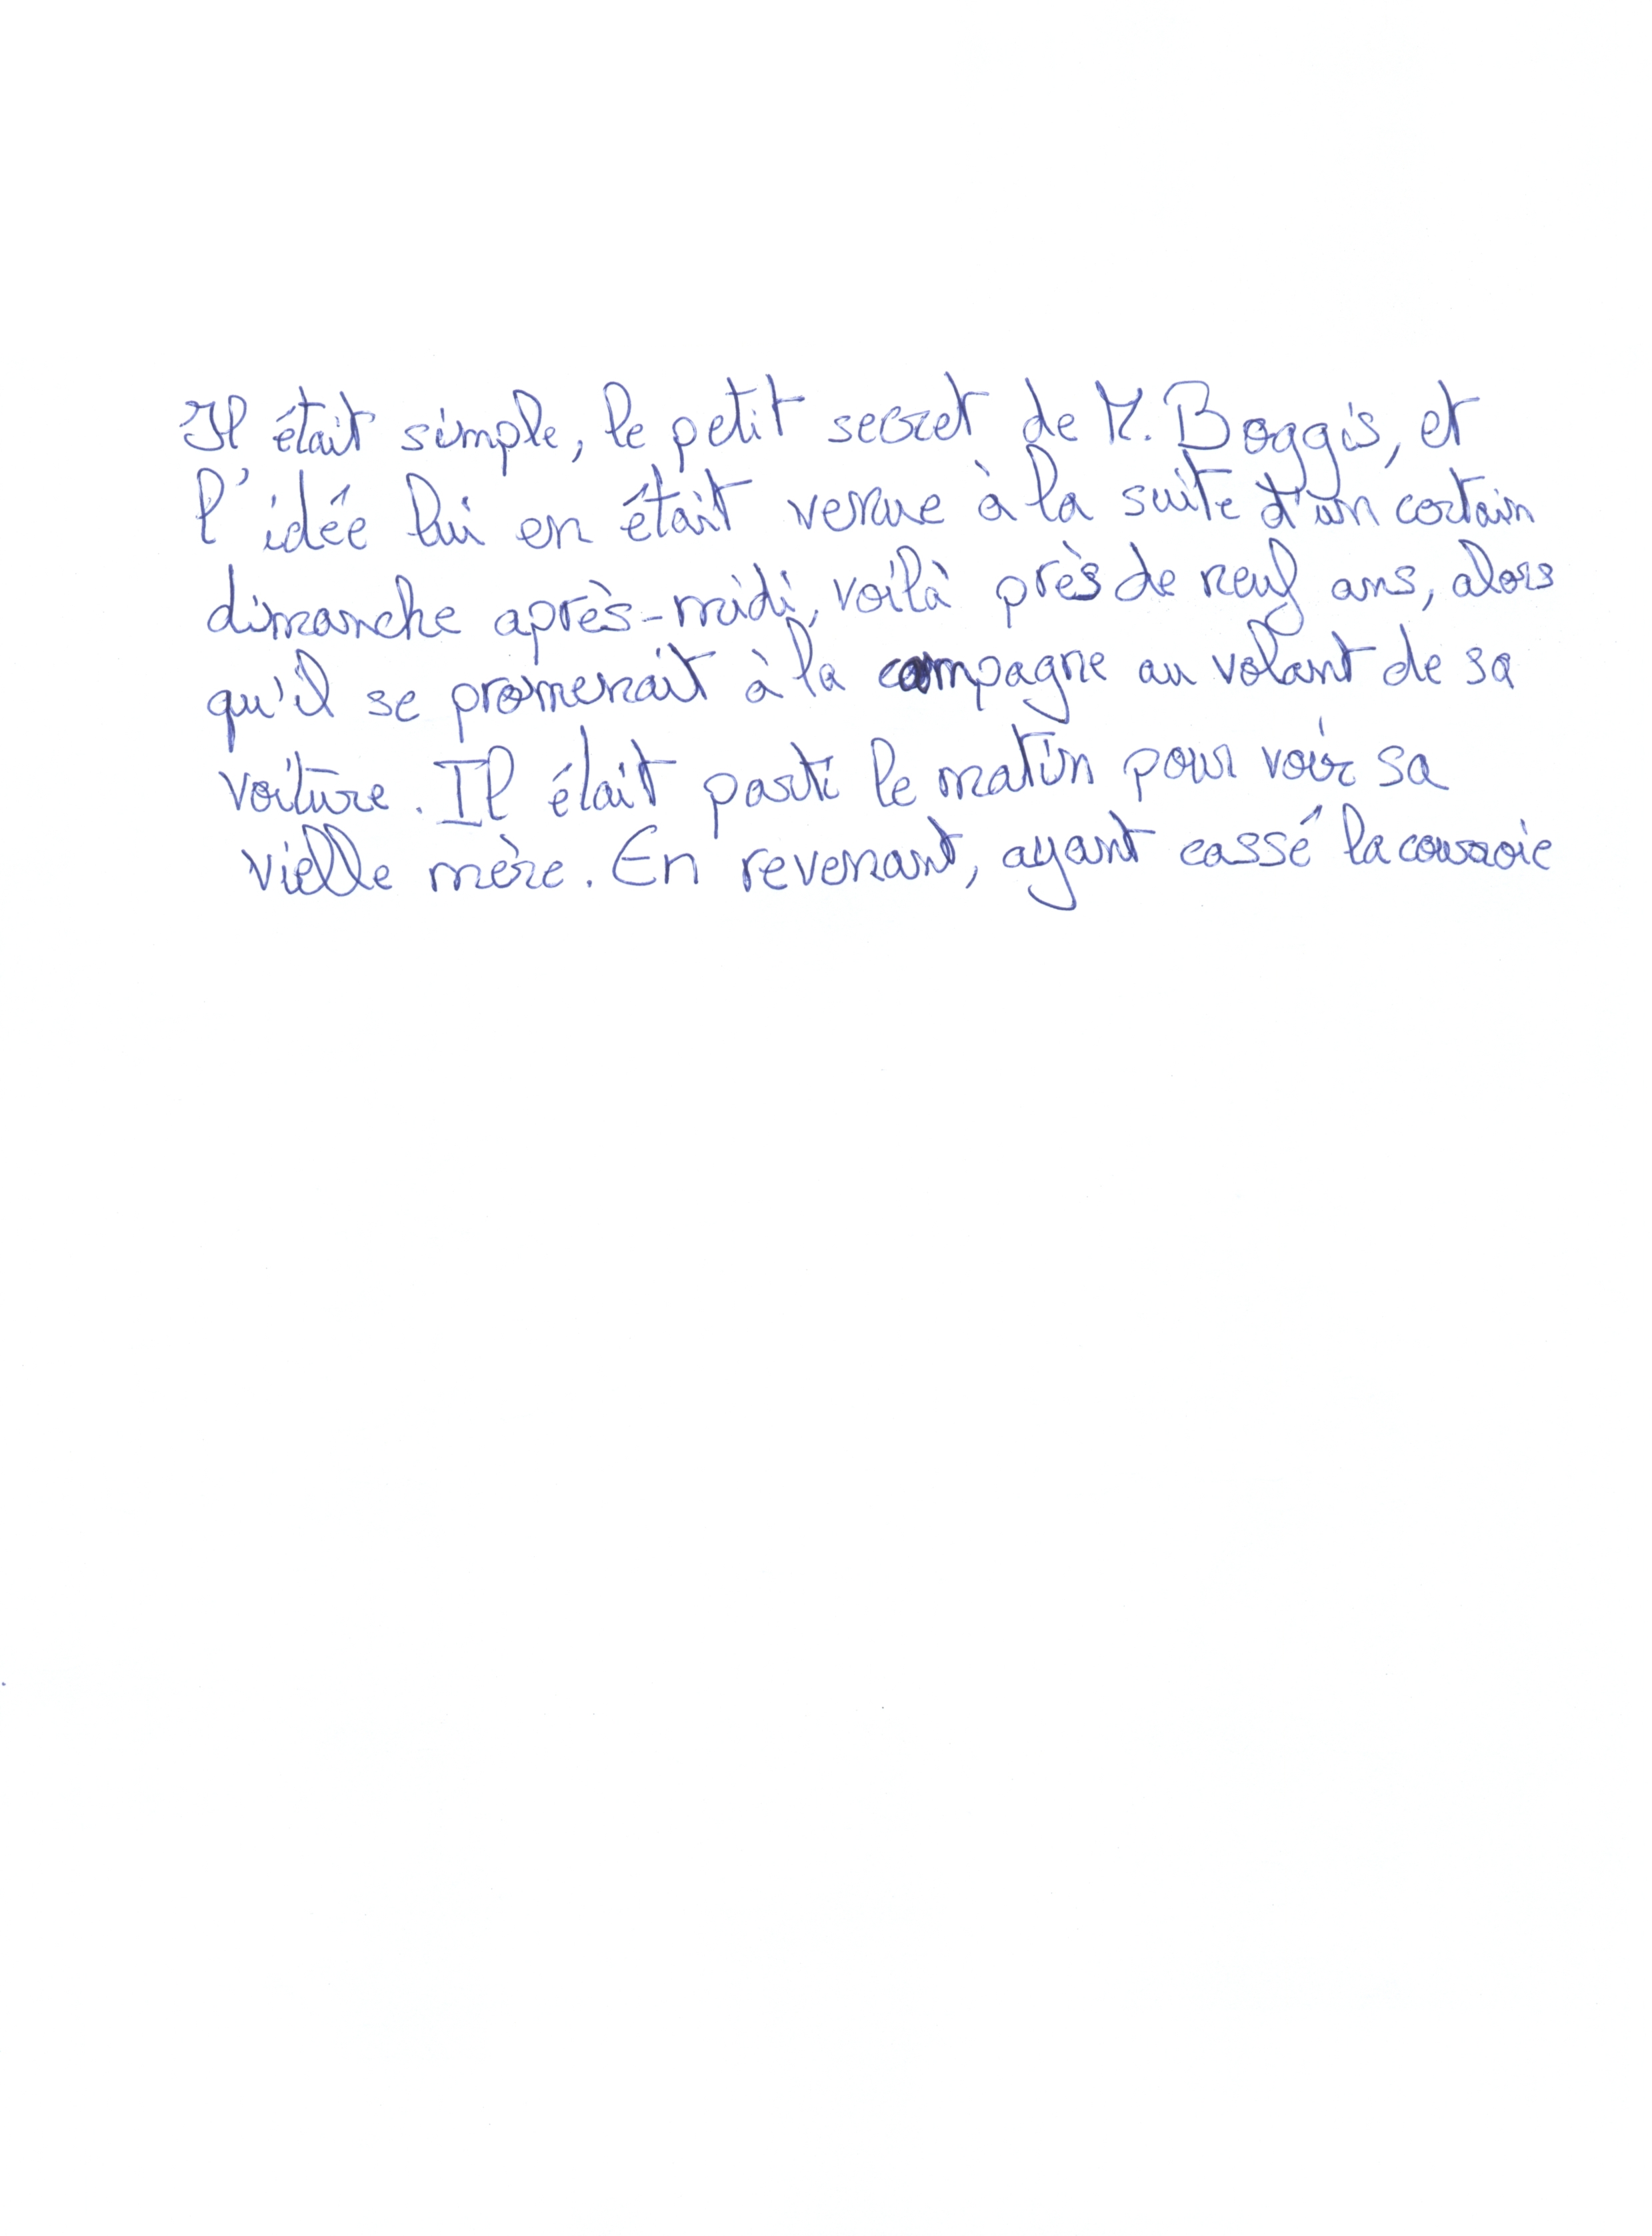 Il était simple, le petit secret de M. Boggis, et
l'idée lui en était venue à la suite d'un certain
dimanche après-midi, voilà près de neuf ans, alors
qu'il se promenait à la campagne au volant de sa
voiture. Il était parti le matin pour voir sa
vielle mère. En revenant, ayant cassé la courroie